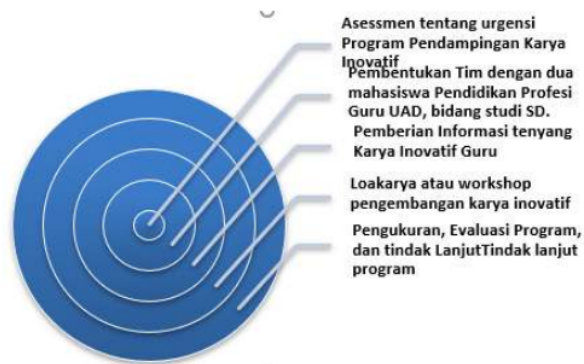 Asessmen tentang urgensi
Program Pendampingan Karya
Inovatif
Pembentukan Tim dengan dua
mahasiswa Pendidikan Profesi
Guru UAD, bidang studi SD.
Pemberian Informasi tenyang
Karya Inovatif Guru
Loakarya atau workshop
pengembangan karya inovatif
Pengukuran, Evaluasi Program,
dan tindak LanjutTindak lanjut
program